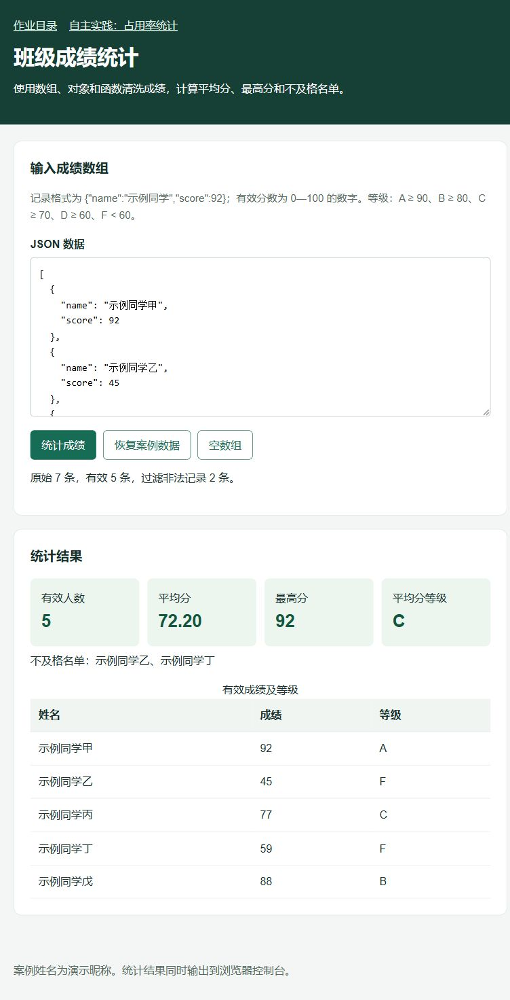 作业目录 自主实践：占用率统计
班级成绩统计
使用数组、对象和函数清洗成绩，计算平均分、最高分和不及格名单。
输入成绩数组
记录格式为 {"name":"示例同学","score":92}；有效分数为 0—100 的数字。等级：A ≥ 90、B ≥ 80、C
≥ 70、D ≥ 60、F < 60。
JSON 数据
[
  {
    "name": "示例同学甲",
    "score": 92
  },
  {
    "name": "示例同学乙",
    "score": 45
  },
  {
统计成绩 恢复案例数据 空数组
原始 7 条，有效 5 条，过滤非法记录 2 条。
统计结果
有效人数 平均分 最高分 平均分等级
5 72.20 92 C
不及格名单：示例同学乙、示例同学丁
有效成绩及等级
姓名 成绩 等级
示例同学甲 92 A
示例同学乙 45 F
示例同学丙 77 C
示例同学丁 59 F
示例同学戊 88 B
案例姓名为演示昵称。统计结果同时输出到浏览器控制台。